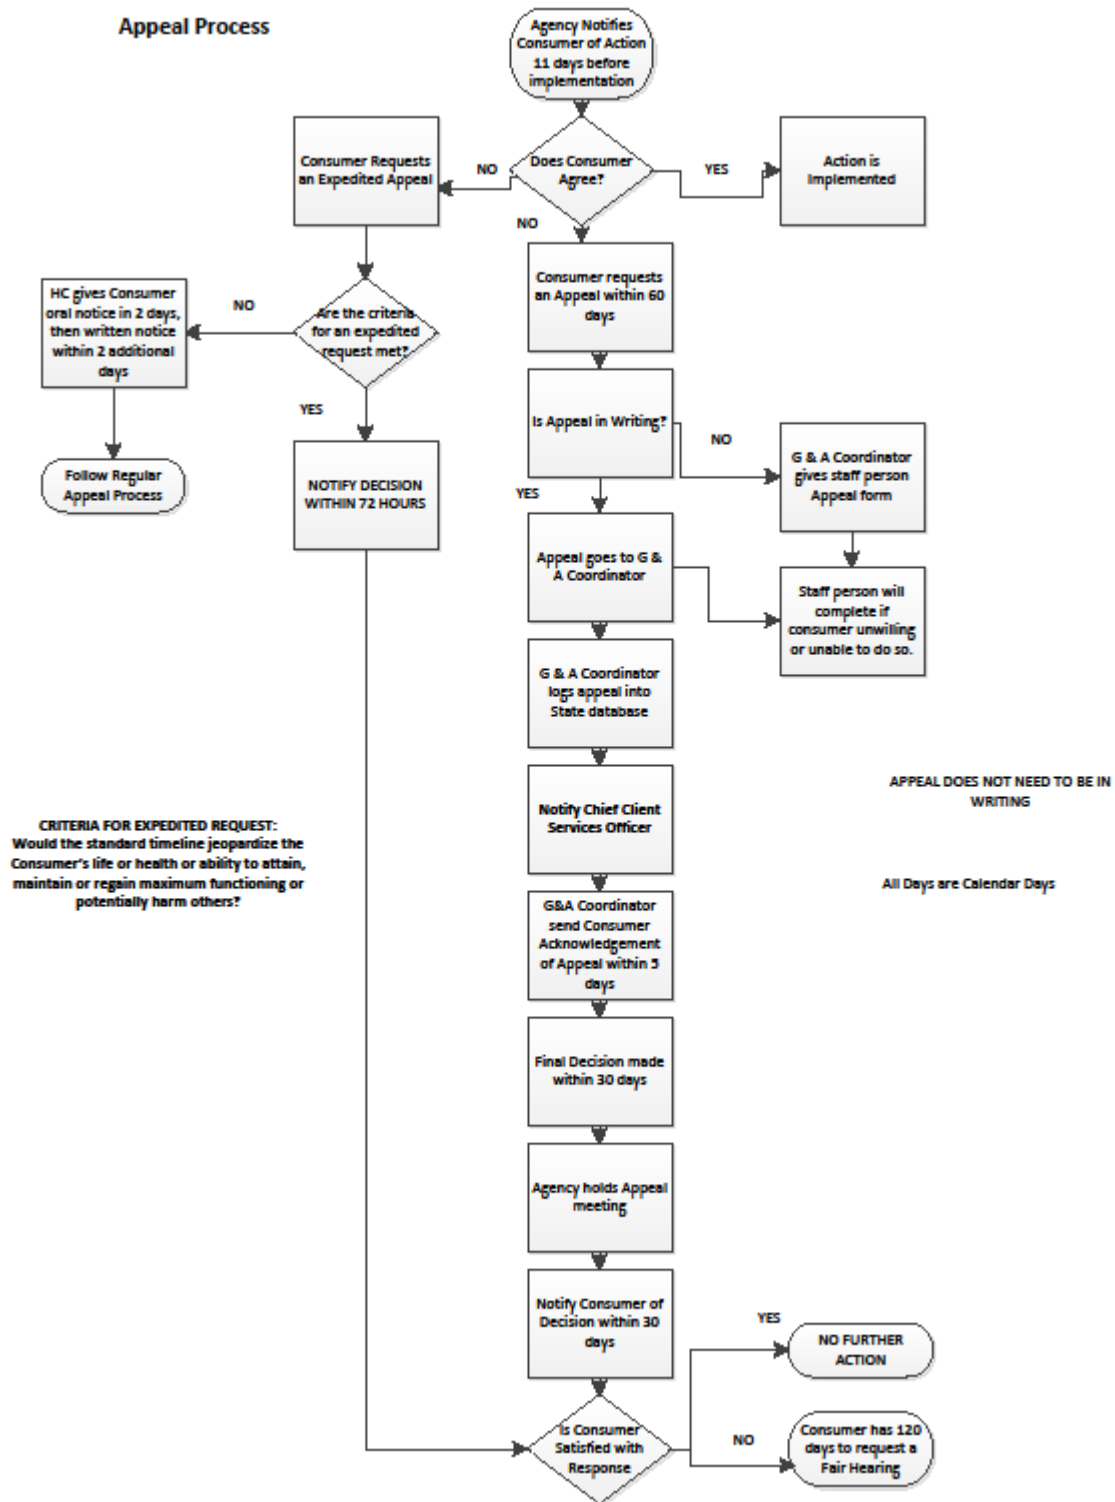 Appeal Process
Agency Notifies
Consumer of Action
11 days before
implementation
Consumer Requests
an Expedited Appeal
NO
Does Consumer
Agree?
YES
Action is
Implemented
NO
HC gives Consumer
oral notice in 2 days,
then written notice
within 2 additional
days
NO
Are the criteria
for an expedited
request met?
Consumer requests
an Appeal within 60
days
YES
Is Appeal in Writing?
NO
Follow Regular
Appeal Process
NOTIFY DECISION
WITHIN 72 HOURS
G & A Coordinator
gives staff person
Appeal form
YES
Appeal goes to G &
A Coordinator
Staff person will
complete if
consumer unwilling
or unable to do so.
G & A Coordinator
logs appeal into
State database
APPEAL DOES NOT NEED TO BE IN
WRITING
Notify Chief Client
Services Officer
CRITERIA FOR EXPEDITED REQUEST:
Would the standard timeline jeopardize the
Consumer's life or health or ability to attain,
maintain or regain maximum functioning or
potentially harm others?
All Days are Calendar Days
G&A Coordinator
send Consumer
Acknowledgement
of Appeal within 5
days
Final Decision made
within 30 days
Agency holds Appeal
meeting
Notify Consumer of
Decision within 30
days
YES
NO FURTHER
ACTION
Is Consumer
Satisfied with
Response
NO
Consumer has 120
days to request a
Fair Hearing